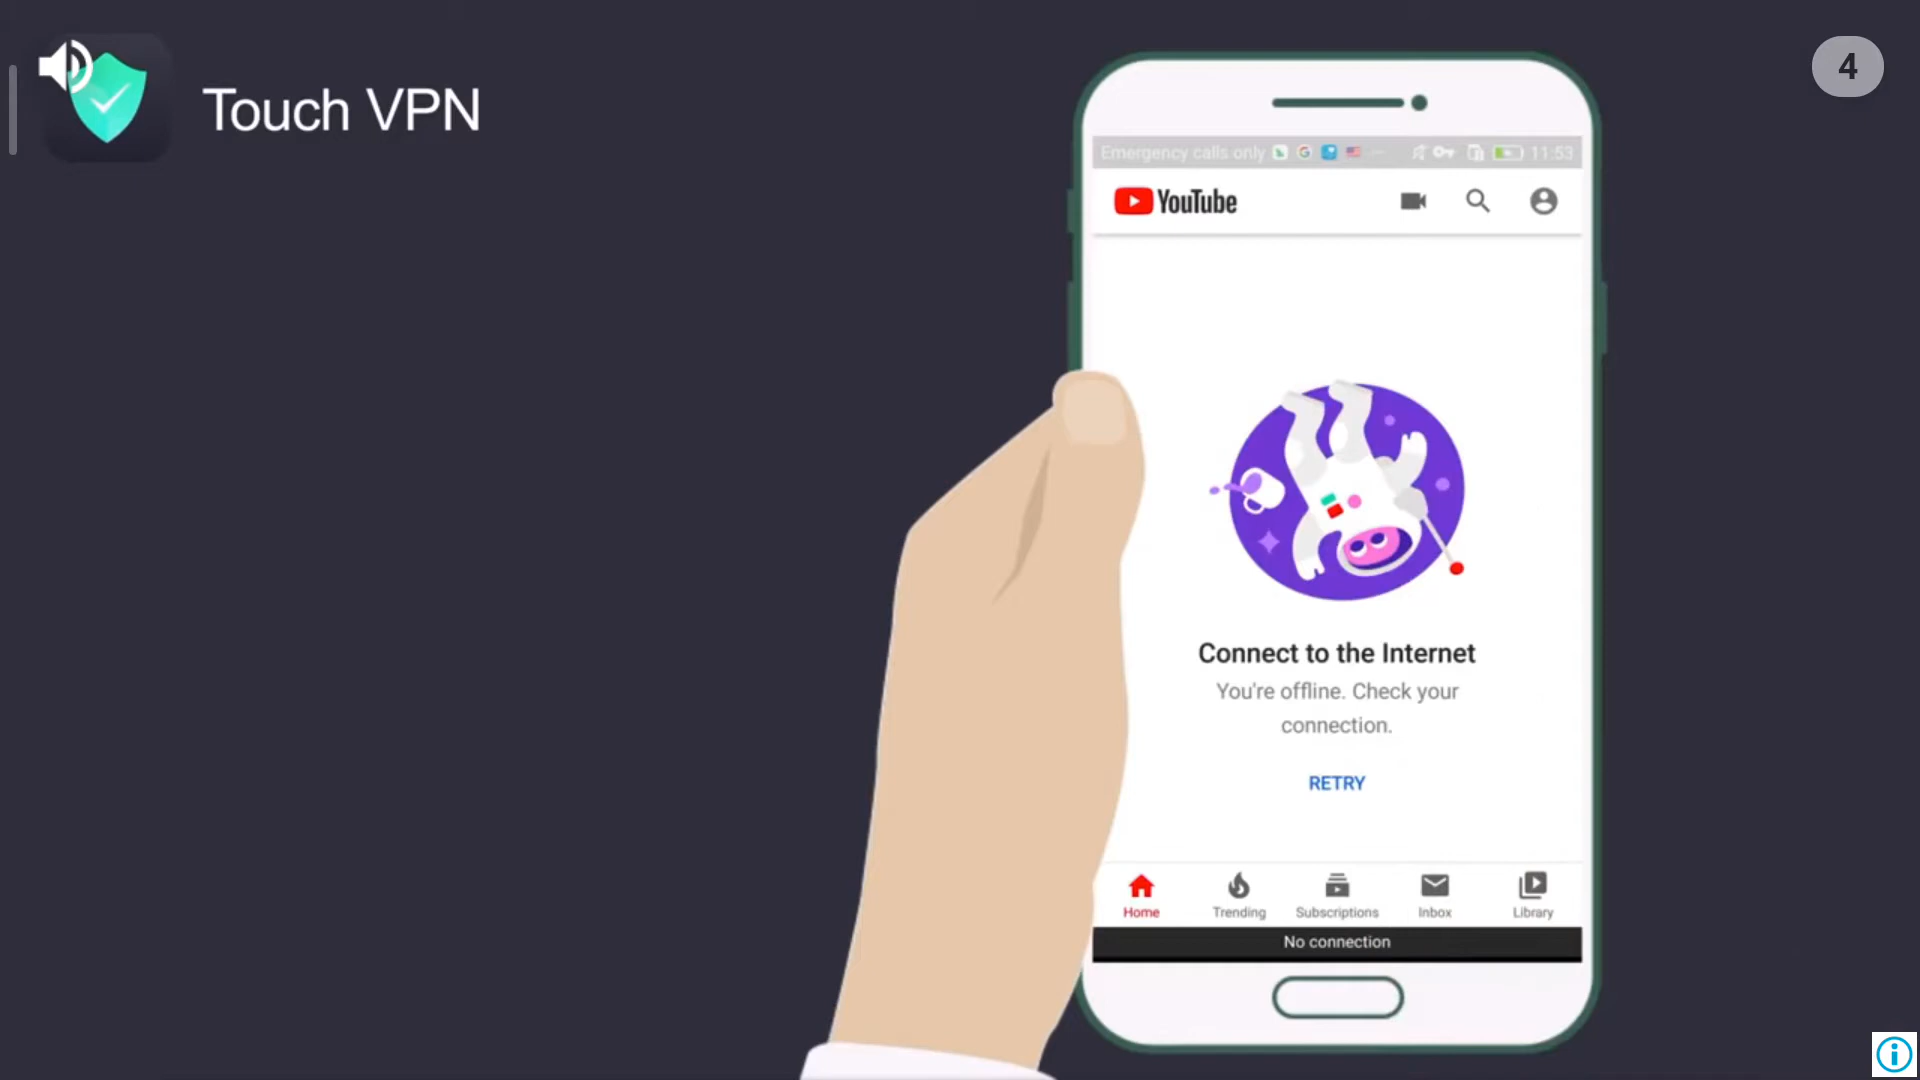 Touch VPN
4
Emergency calls only
11:53
YouTube
Connect to the Internet
You're offline. Check your
connection.
RETRY
Home
Trending
Subscriptions
Inbox
Library
No connection